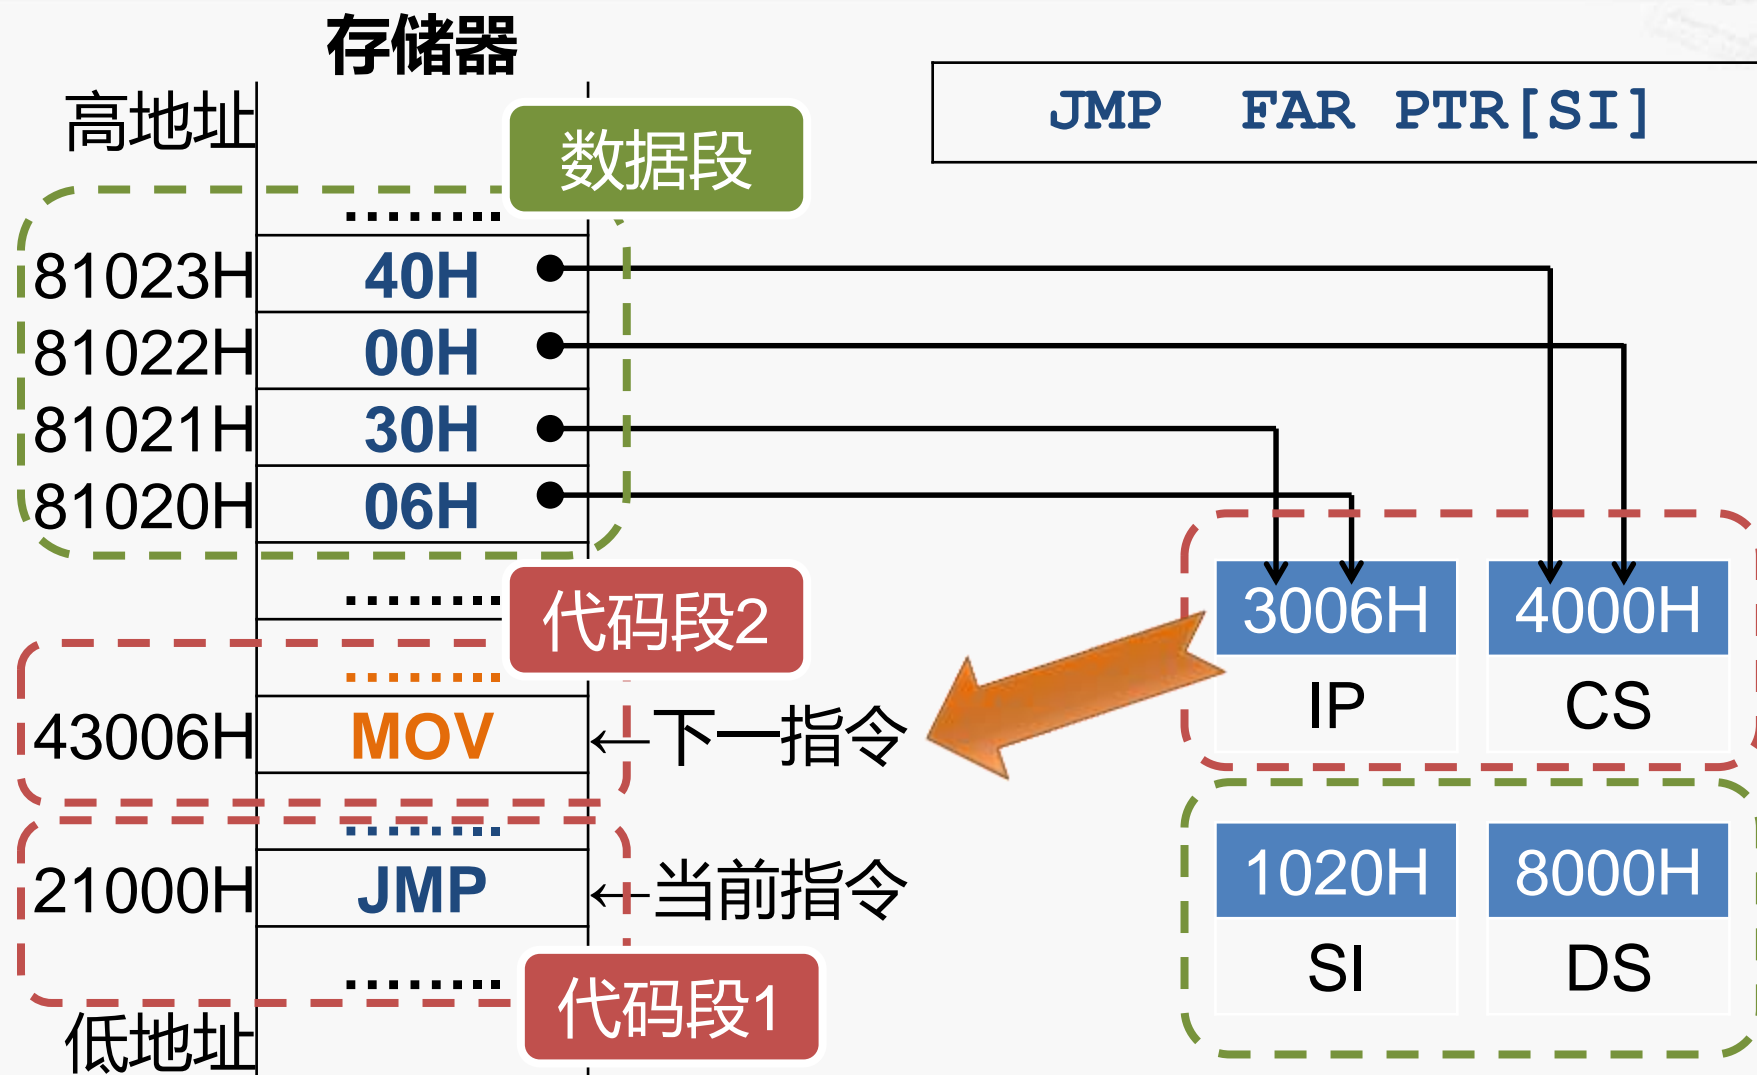 存储器
高地址
JMP FAR PTR[SI]
数据段
........
81023H 40H
81022H 00H
81021H 30H
81020H 06H
........
代码段2
........
3006H 4000H
IP CS
43006H MOV ←下一指令
........
21000H JMP ←当前指令
1020H 8000H
SI DS
........
代码段1
低地址